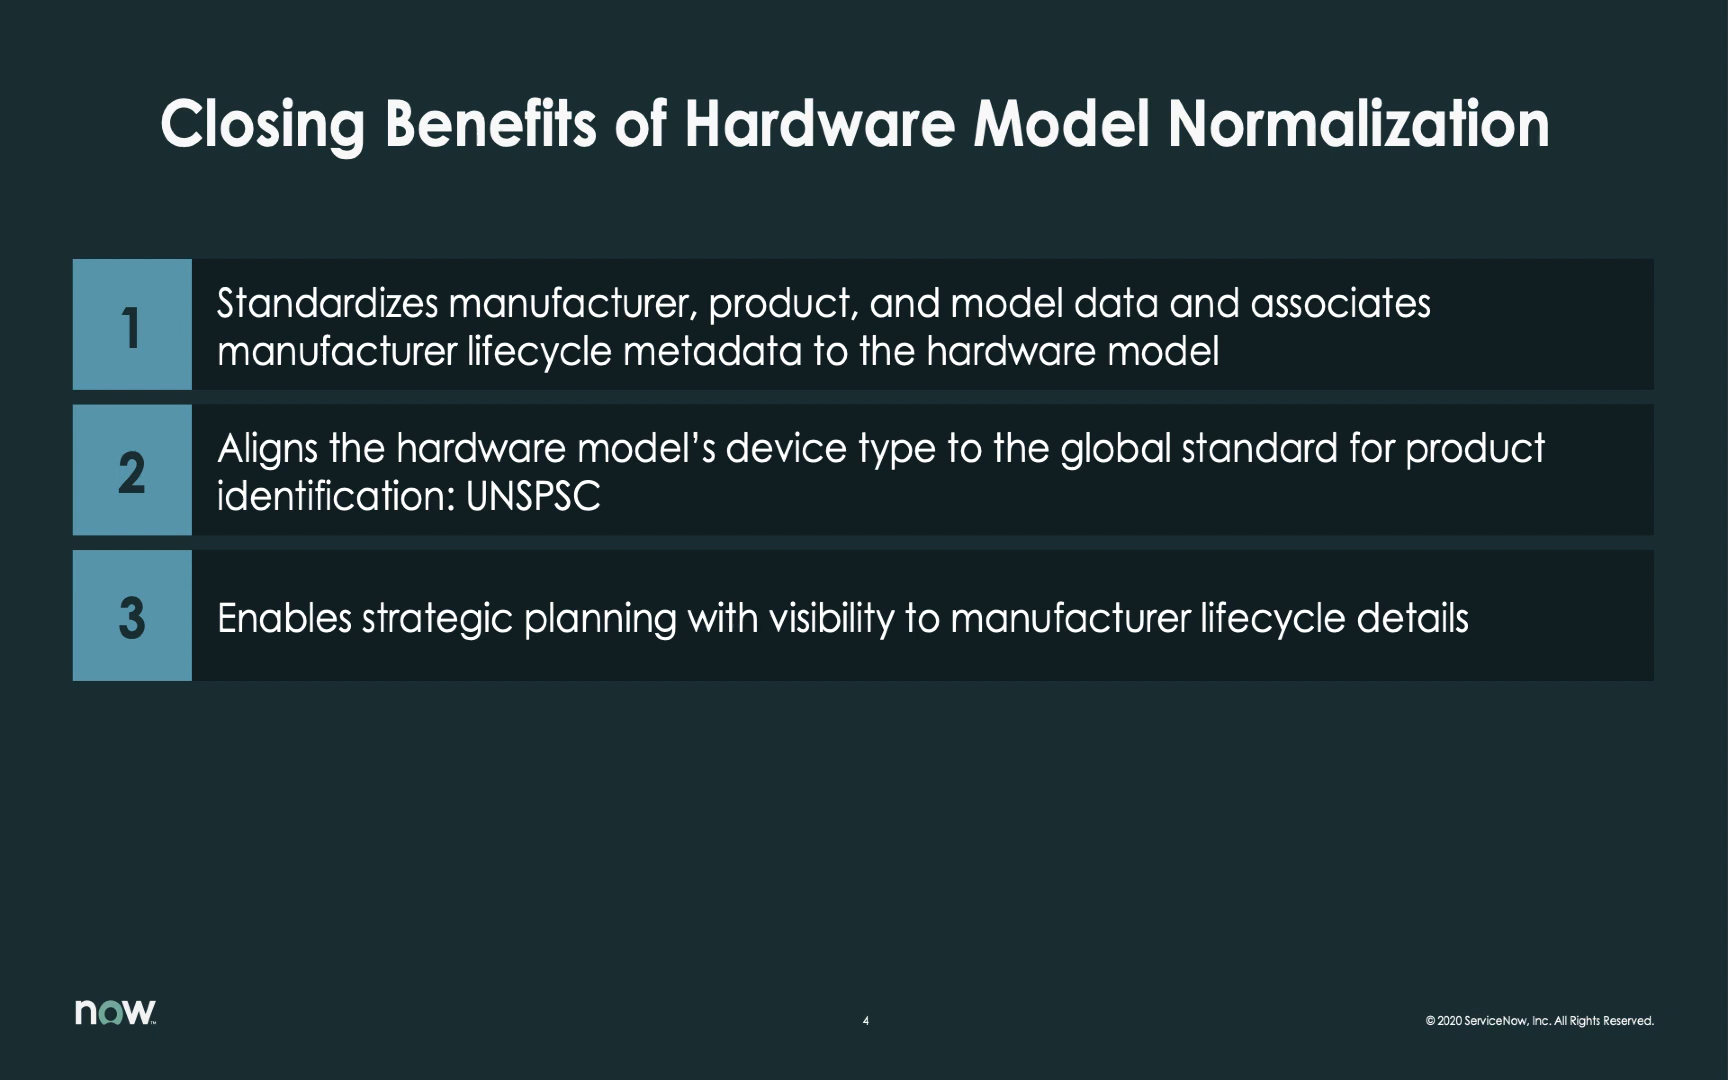 Closing Benefits of Hardware Model Normalization
1
Standardizes manufacturer, product, and model data and associates
manufacturer lifecycle metadata to the hardware model
2
Aligns the hardware model’s device type to the global standard for product
identification: UNSPSC
3
Enables strategic planning with visibility to manufacturer lifecycle details
now™
4
© 2020 ServiceNow, Inc. All Rights Reserved.